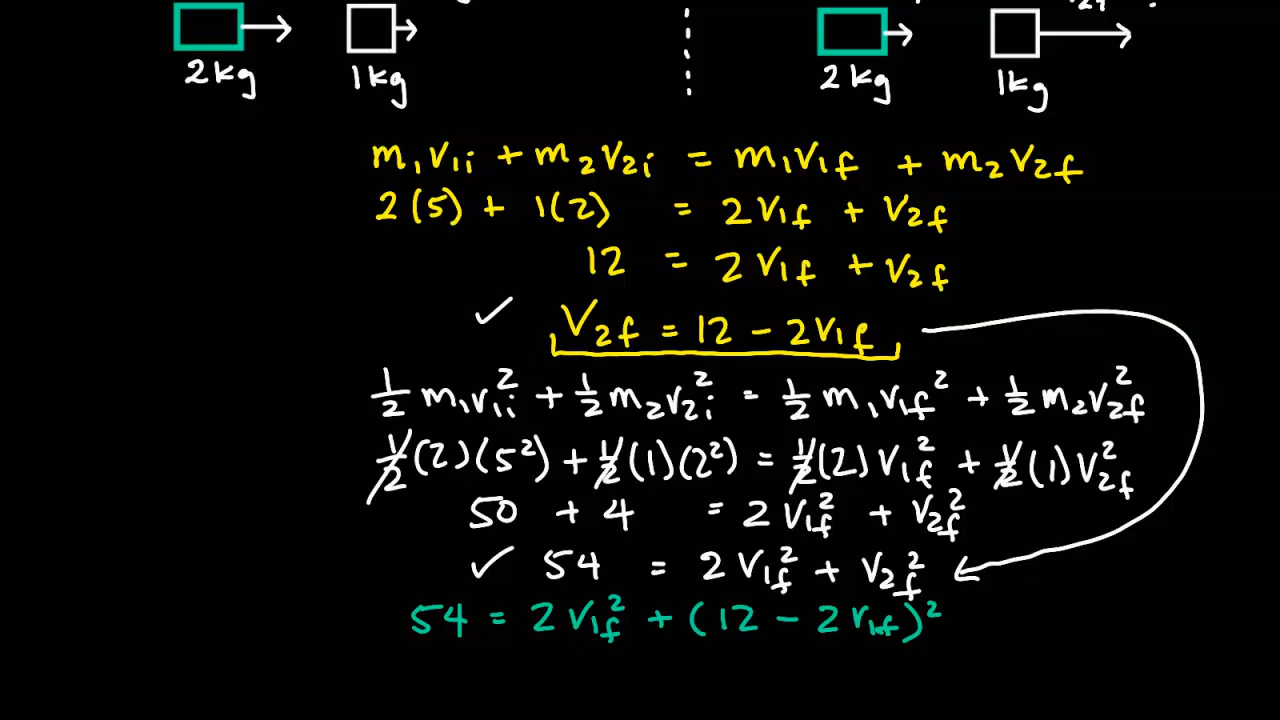 2kg 1kg 2kg 1kg
m₁v₁ᵢ + m₂v₂ᵢ = m₁v₁f + m₂v₂f
2(5) + 1(2) = 2v₁f + v₂f
12 = 2v₁f + v₂f
✓ V₂f = 12 − 2v₁f
½m₁v₁ᵢ² + ½m₂v₂ᵢ² = ½m₁v₁f² + ½m₂v₂f²
½(2)(5²) + ½(1)(2²) = ½(2)v₁f² + ½(1)v₂f²
50 + 4 = 2v₁f² + v₂f²
✓ 54 = 2v₁f² + v₂f²
54 = 2v₁f² + (12 − 2v₁f)²